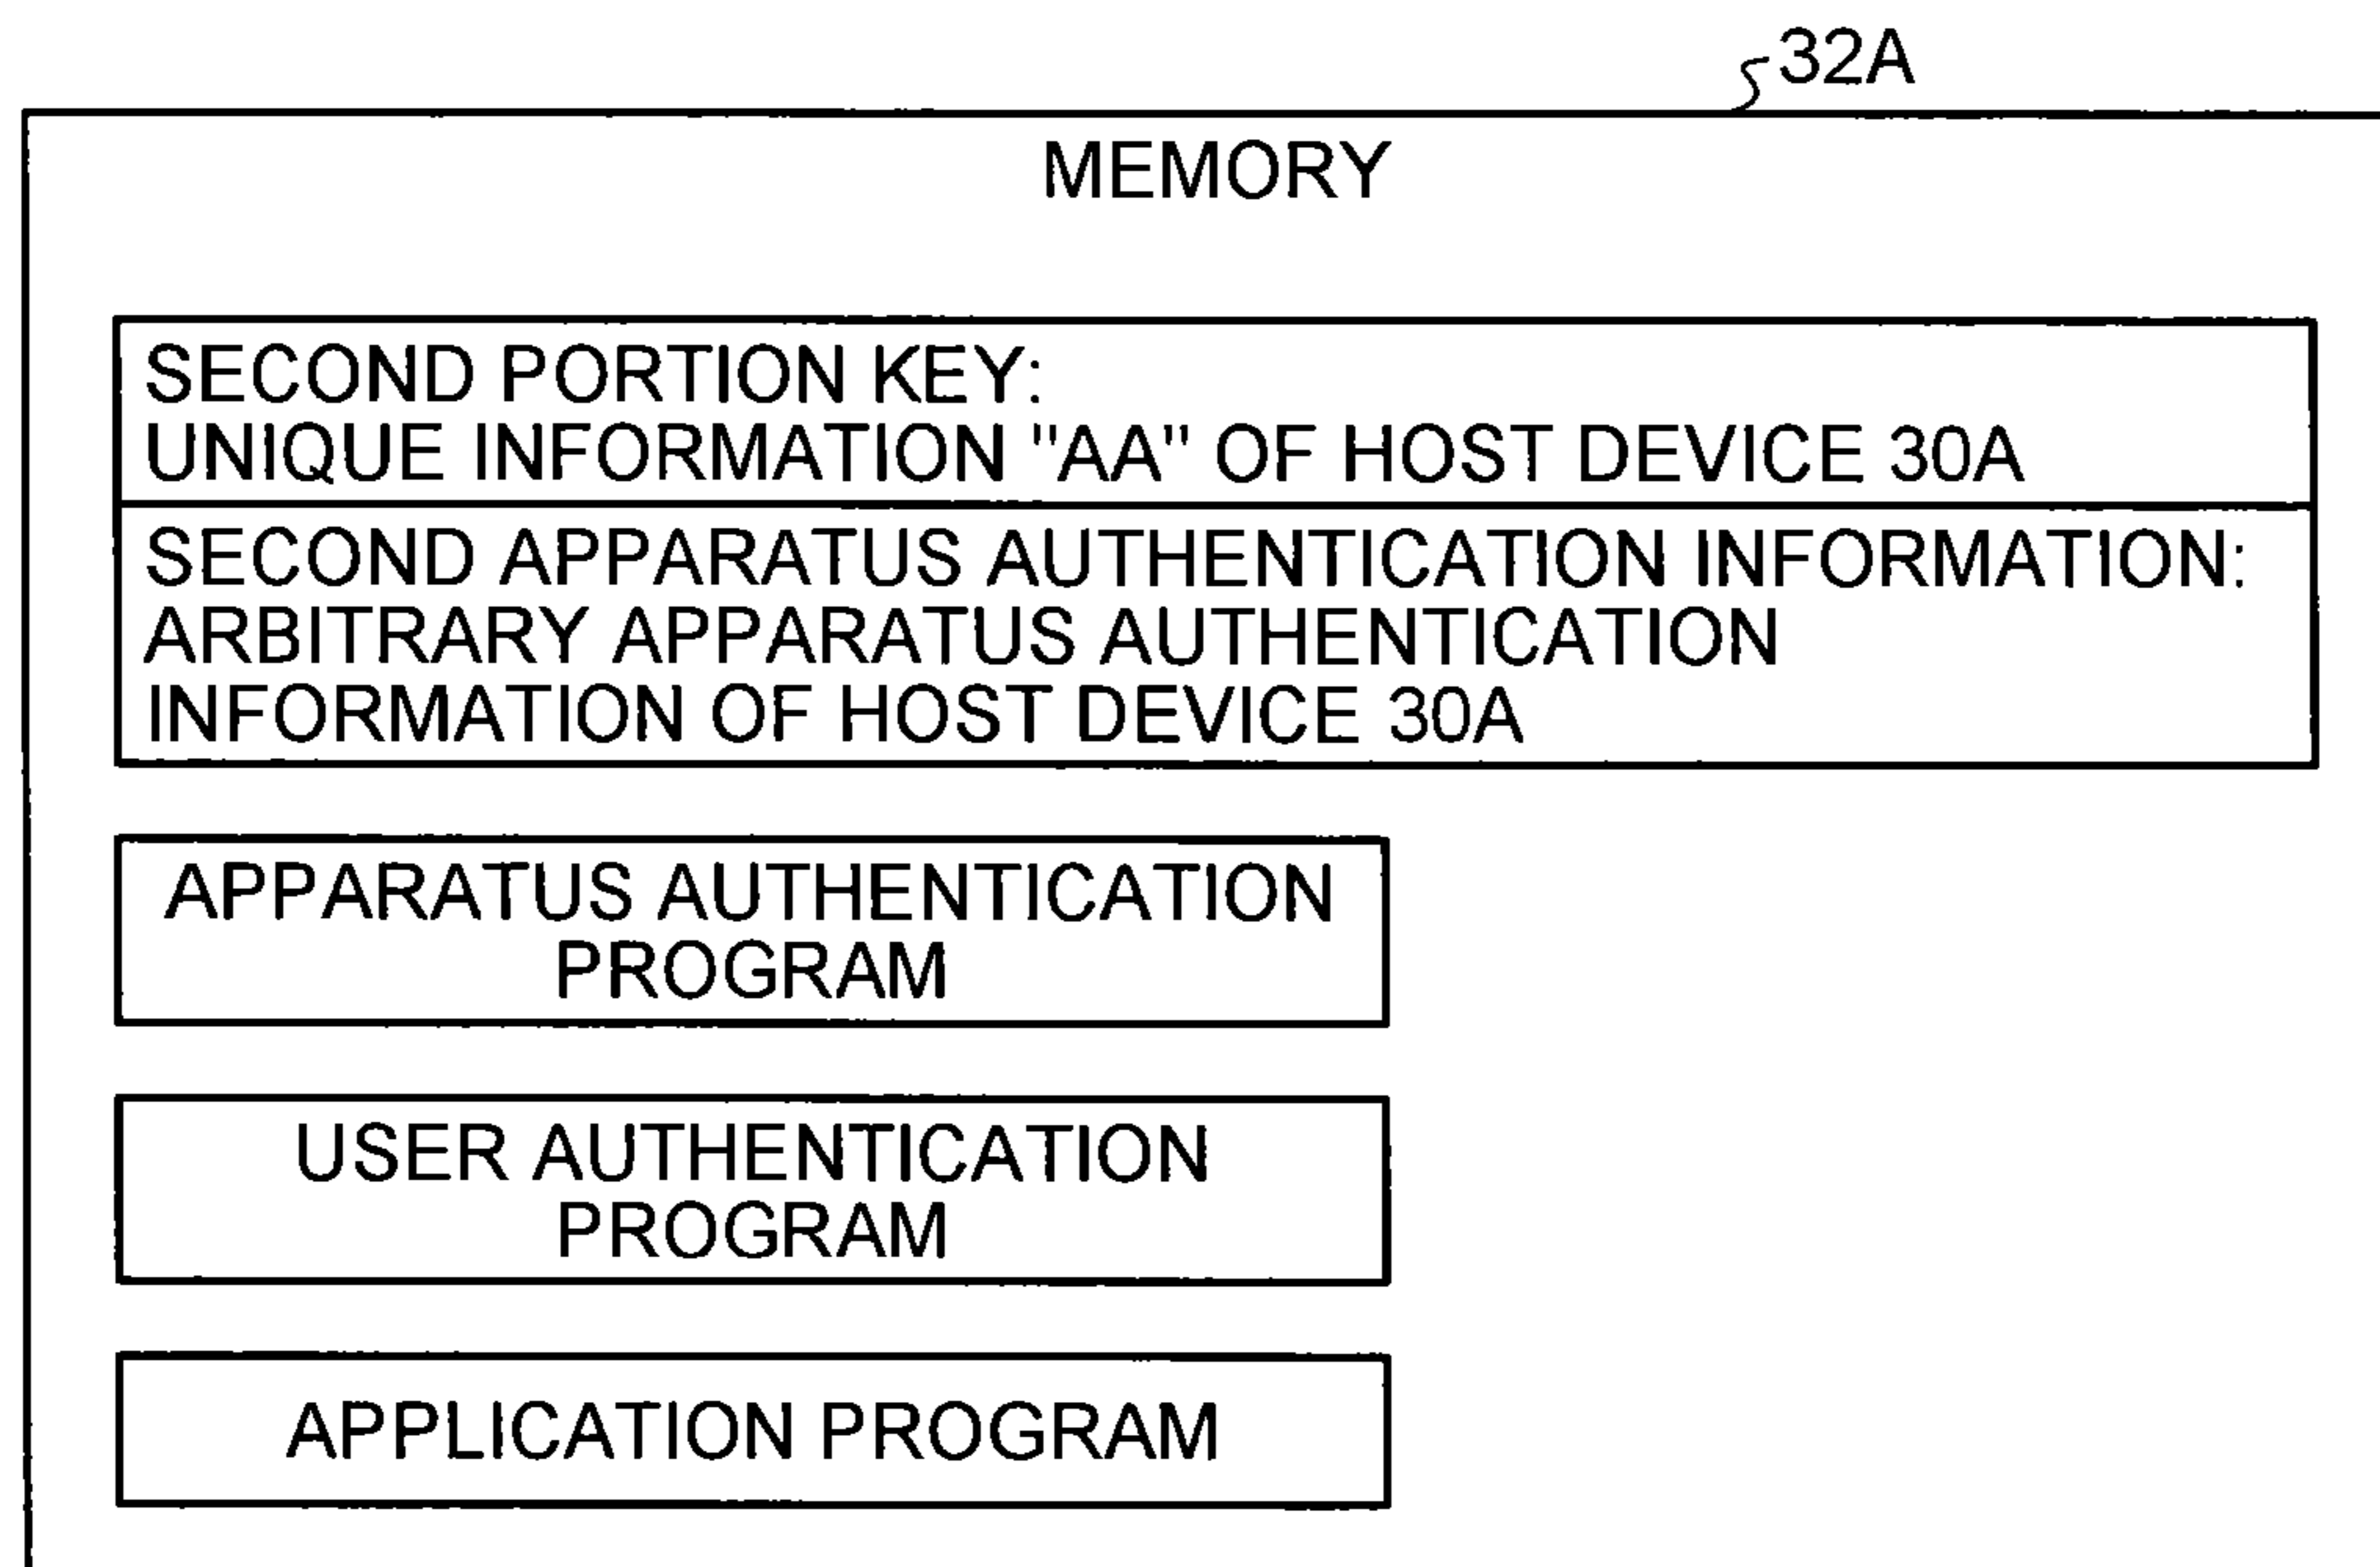 32A
MEMORY
SECOND PORTION KEY:
UNIQUE INFORMATION "AA" OF HOST DEVICE 30A
SECOND APPARATUS AUTHENTICATION INFORMATION:
ARBITRARY APPARATUS AUTHENTICATION
INFORMATION OF HOST DEVICE 30A
APPARATUS AUTHENTICATION
PROGRAM
USER AUTHENTICATION
PROGRAM
APPLICATION PROGRAM